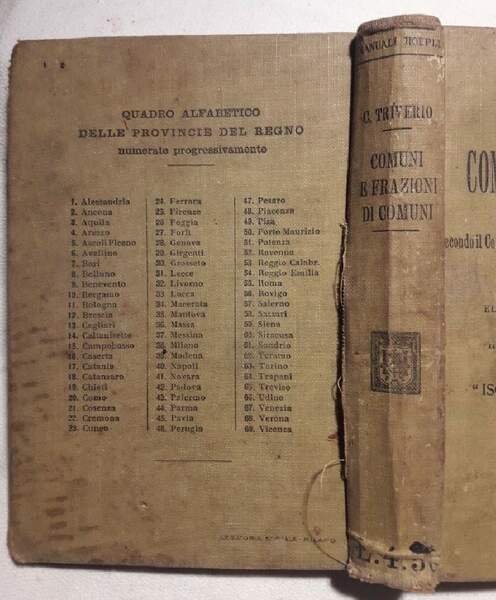 1 2
QUADRO ALFABETICO
DELLE PROVINCIE DEL REGNO
numerate progressivamente
1. Alessandria
2. Ancona
3. Aquila
4. Arezzo
5. Ascoli Piceno
6. Avellino
7. Bari
8. Belluno
9. Benevento
10. Bergamo
11. Bologna
12. Brescia
13. Cagliari
14. Caltanisetta
15. Campobasso
16. Caserta
17. Catania
18. Catanzaro
19. Chieti
20. Como
21. Cosenza
22. Cremona
23. Cuneo
24. Ferrara
25. Firenze
26. Foggia
27. Forlì
28. Genova
29. Girgenti
30. Grosseto
31. Lecce
32. Livorno
33. Lucca
34. Macerata
35. Mantova
36. Massa
37. Messina
38. Milano
39. Modena
40. Napoli
41. Novara
42. Padova
43. Palermo
44. Parma
45. Pavia
46. Perugia
47. Pesaro
48. Piacenza
49. Pisa
50. Porto Maurizio
51. Potenza
52. Ravenna
53. Reggio Calabr.
54. Reggio Emilia
55. Roma
56. Rovigo
57. Salerno
58. Sassari
59. Siena
60. Siracusa
61. Sondrio
62. Teramo
63. Torino
64. Trapani
65. Treviso
66. Udine
67. Venezia
68. Verona
69. Vicenza
MANUALI HOEPLI
C. TRIVERIO
COMUNI
E FRAZIONI
DI COMUNI
L. 4.50
COM
secondo il Ce
EL
"
" ISO